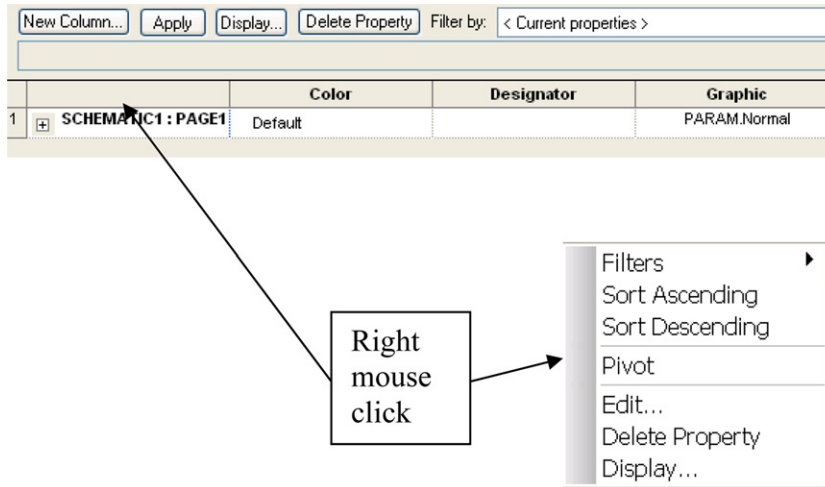 New Column... Apply Display... Delete Property Filter by: < Current properties >
Color Designator Graphic
1 SCHEMATIC1 : PAGE1 Default PARAM.Normal
Right
mouse
click
Filters
Sort Ascending
Sort Descending
Pivot
Edit...
Delete Property
Display...